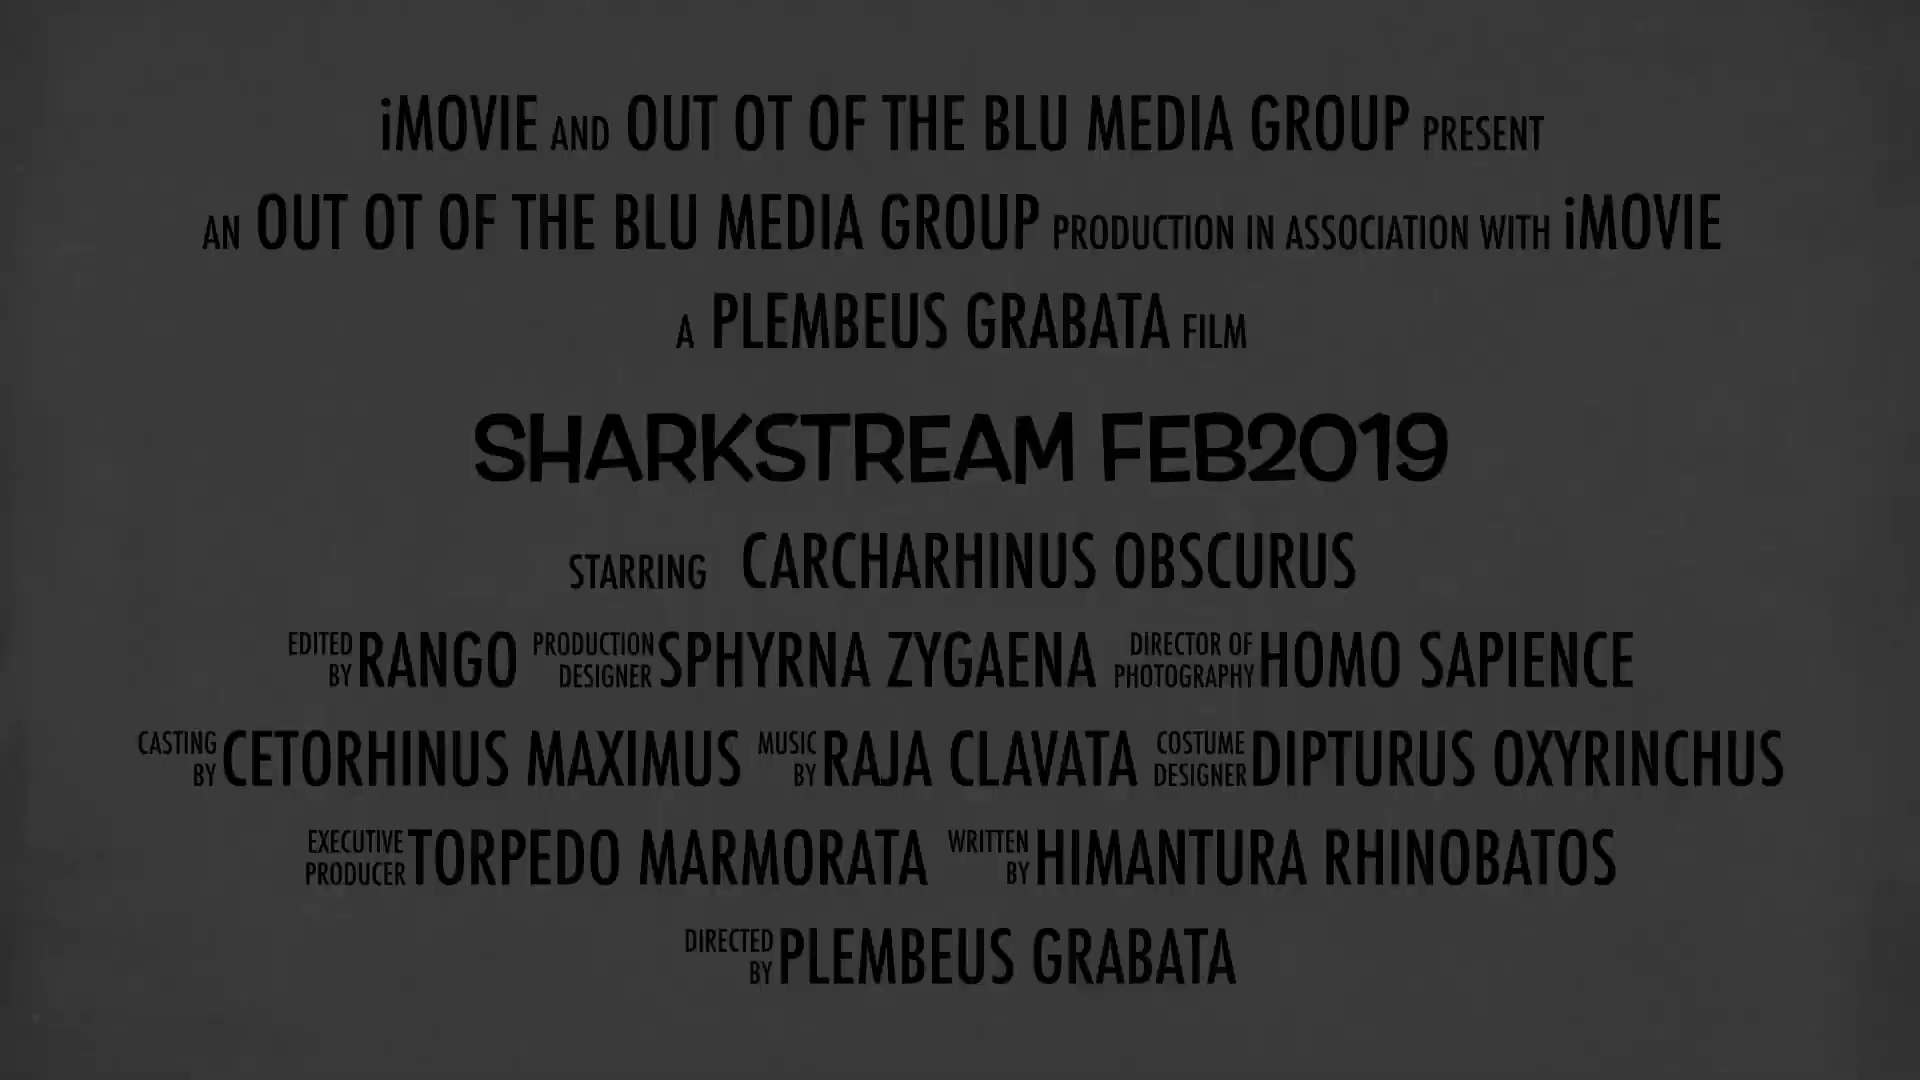 iMOVIE AND OUT OT OF THE BLU MEDIA GROUP PRESENT
AN OUT OT OF THE BLU MEDIA GROUP PRODUCTION IN ASSOCIATION WITH iMOVIE
A PLEMBEUS GRABATA FILM
SHARKSTREAM FEB2019
STARRING CARCHARHINUS OBSCURUS
EDITED BY RANGO PRODUCTION DESIGNER SPHYRNA ZYGAENA DIRECTOR OF PHOTOGRAPHY HOMO SAPIENCE
CASTING BY CETORHINUS MAXIMUS MUSIC BY RAJA CLAVATA COSTUME DESIGNER DIPTURUS OXYRINCHUS
EXECUTIVE PRODUCER TORPEDO MARMORATA WRITTEN BY HIMANTURA RHINOBATOS
DIRECTED BY PLEMBEUS GRABATA